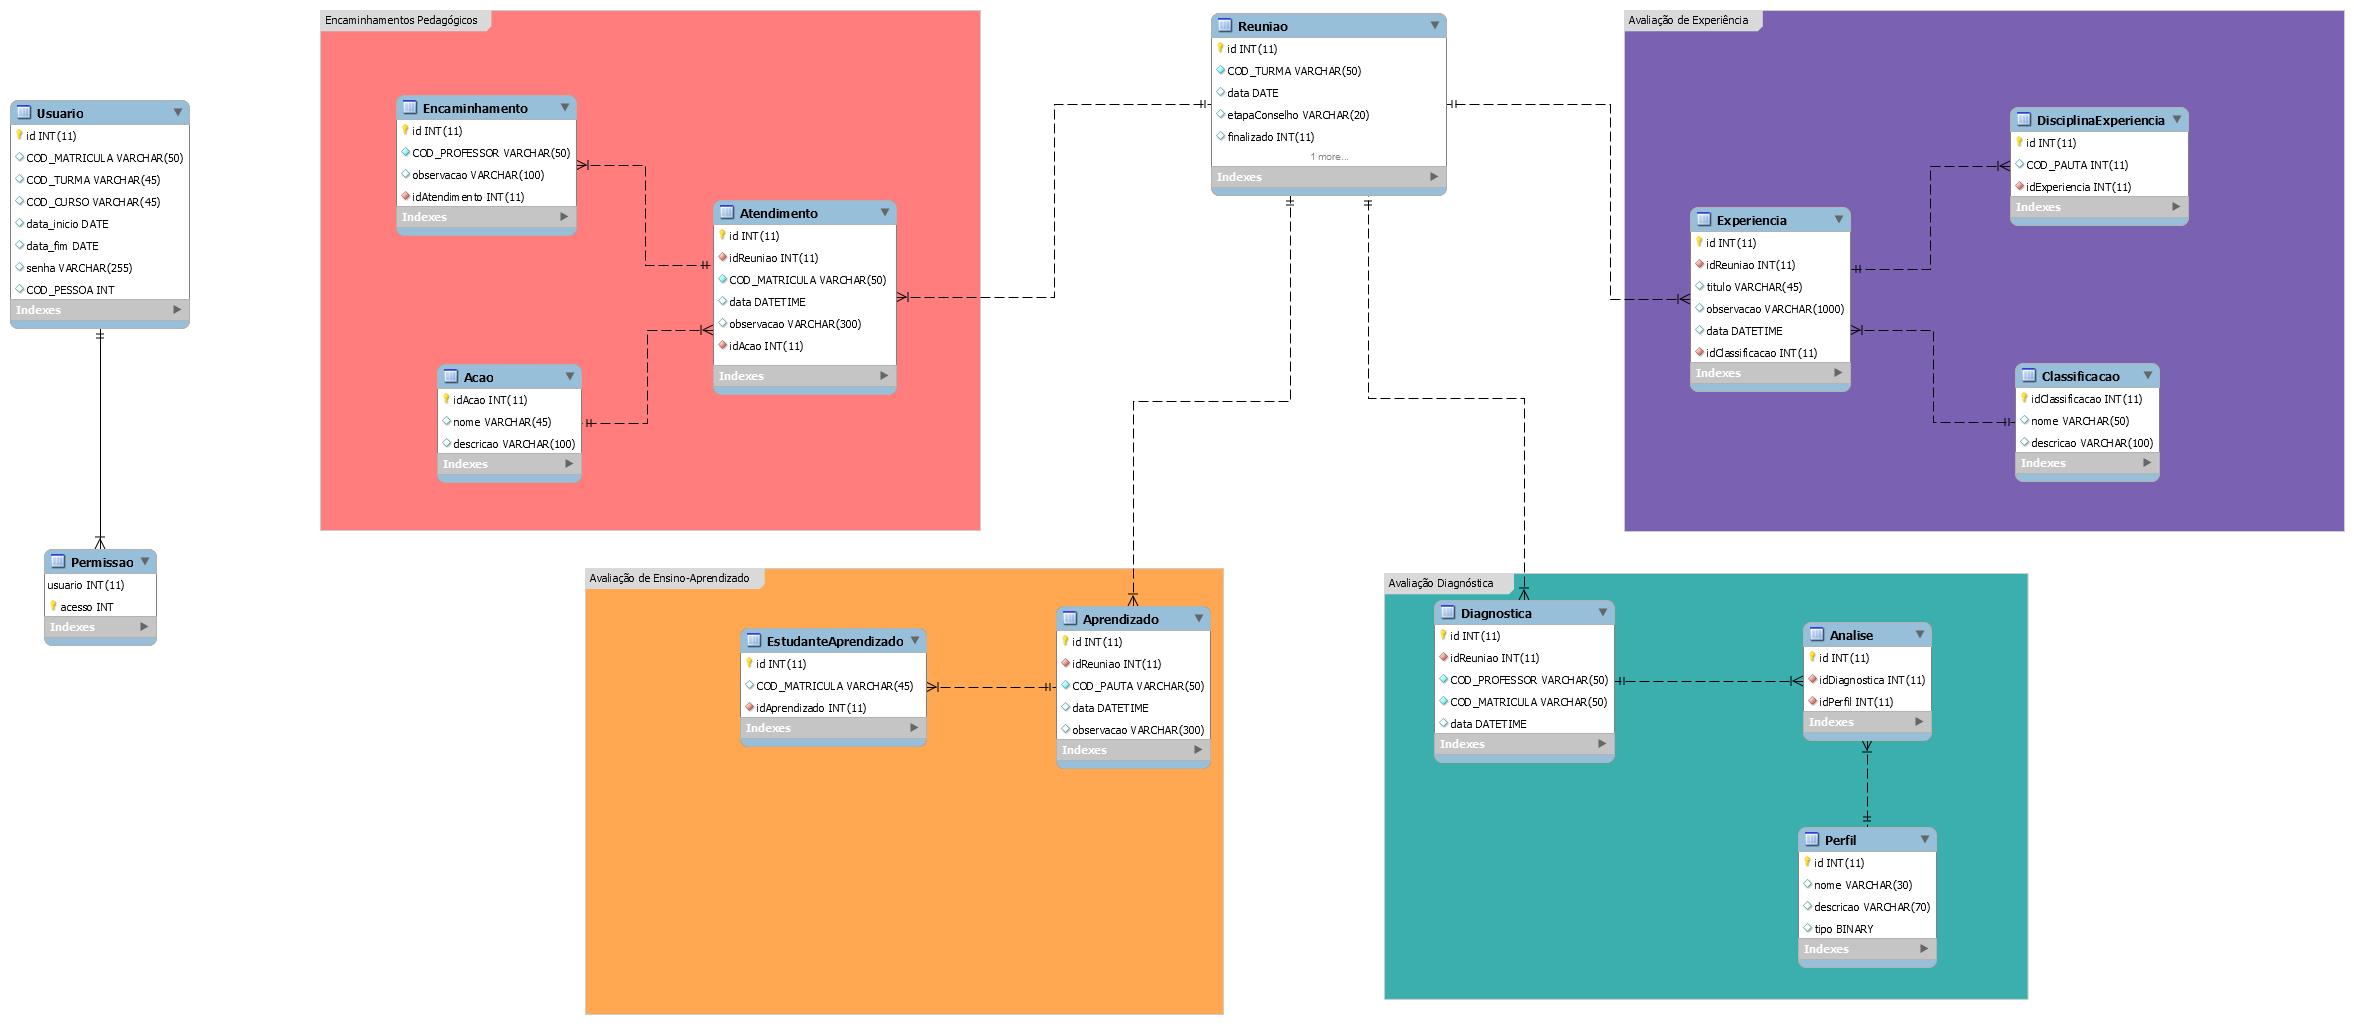 Usuario
id INT(11)
COD_MATRICULA VARCHAR(50)
COD_TURMA VARCHAR(45)
COD_CURSO VARCHAR(45)
data_inicio DATE
data_fim DATE
senha VARCHAR(255)
COD_PESSOA INT
Indexes
Permissao
usuario INT(11)
acesso INT
Indexes
Encaminhamentos Pedagógicos
Encaminhamento
id INT(11)
COD_PROFESSOR VARCHAR(50)
observacao VARCHAR(100)
idAtendimento INT(11)
Indexes
Atendimento
id INT(11)
idReuniao INT(11)
COD_MATRICULA VARCHAR(50)
data DATETIME
observacao VARCHAR(300)
idAcao INT(11)
Indexes
Acao
idAcao INT(11)
nome VARCHAR(45)
descricao VARCHAR(100)
Indexes
Reuniao
id INT(11)
COD_TURMA VARCHAR(50)
data DATE
etapaConselho VARCHAR(20)
finalizado INT(11)
1 more...
Indexes
Avaliação de Experiência
DisciplinaExperiencia
id INT(11)
COD_PAUTA INT(11)
idExperiencia INT(11)
Indexes
Experiencia
id INT(11)
idReuniao INT(11)
titulo VARCHAR(45)
observacao VARCHAR(1000)
data DATETIME
idClassificacao INT(11)
Indexes
Classificacao
idClassificacao INT(11)
nome VARCHAR(50)
descricao VARCHAR(100)
Indexes
Avaliação de Ensino-Aprendizado
EstudanteAprendizado
id INT(11)
COD_MATRICULA VARCHAR(45)
idAprendizado INT(11)
Indexes
Aprendizado
id INT(11)
idReuniao INT(11)
COD_PAUTA VARCHAR(50)
data DATETIME
observacao VARCHAR(300)
Indexes
Avaliação Diagnóstica
Diagnostica
id INT(11)
idReuniao INT(11)
COD_PROFESSOR VARCHAR(50)
COD_MATRICULA VARCHAR(50)
data DATETIME
Indexes
Analise
id INT(11)
idDiagnostica INT(11)
idPerfil INT(11)
Indexes
Perfil
id INT(11)
nome VARCHAR(30)
descricao VARCHAR(70)
tipo BINARY
Indexes